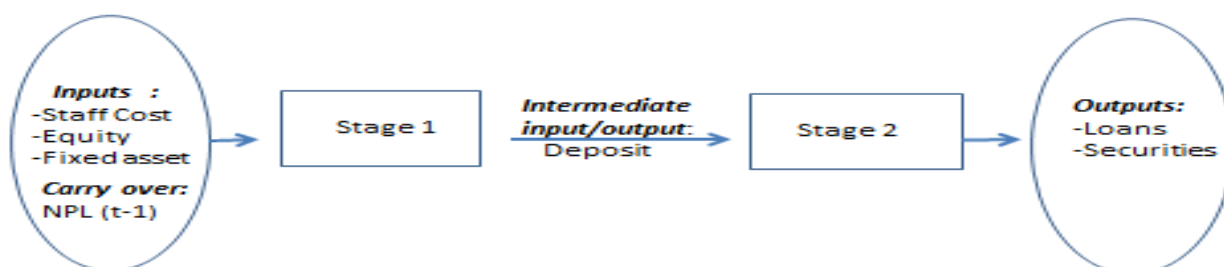 Inputs :
-Staff Cost
-Equity
-Fixed asset
Carry over:
NPL (t-1)
Stage 1
Intermediate
input/output:
Deposit
Stage 2
Outputs:
-Loans
-Securities